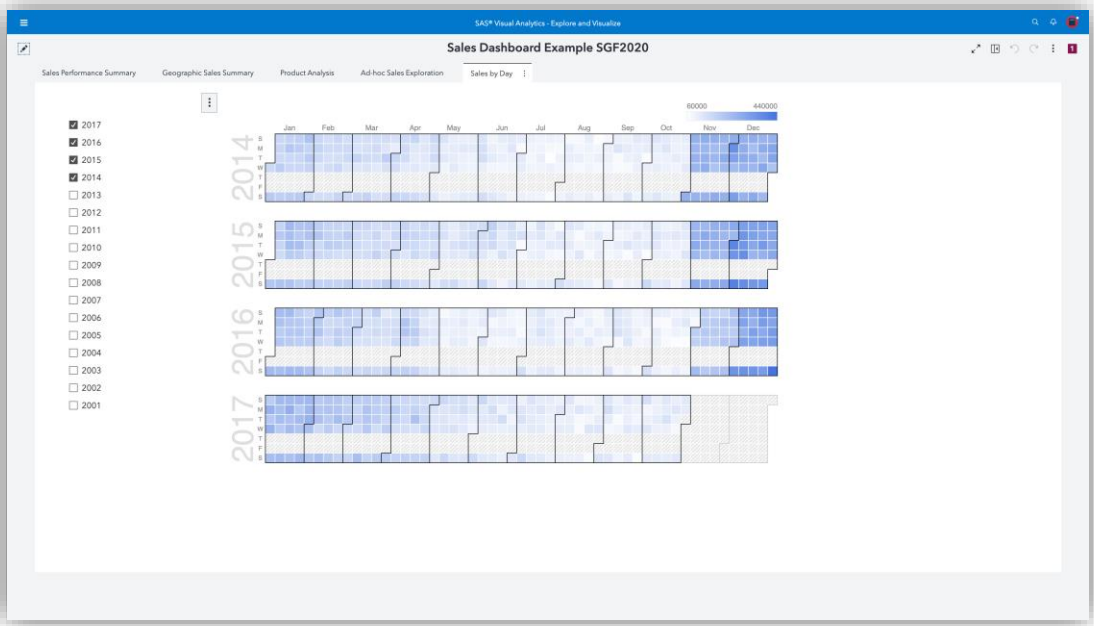 SAS® Visual Analytics - Explore and Visualize
Sales Dashboard Example SGF2020
1
Sales Performance Summary
Geographic Sales Summary
Product Analysis
Ad-hoc Sales Exploration
Sales by Day
2017
2016
2015
2014
2013
2012
2011
2010
2009
2008
2007
2006
2005
2004
2003
2002
2001
60000 440000
Jan Feb Mar Apr May Jun Jul Aug Sep Oct Nov Dec
2014
S
M
T
W
T
F
S
2015
S
M
T
W
T
F
S
2016
S
M
T
W
T
F
S
2017
S
M
T
W
T
F
S